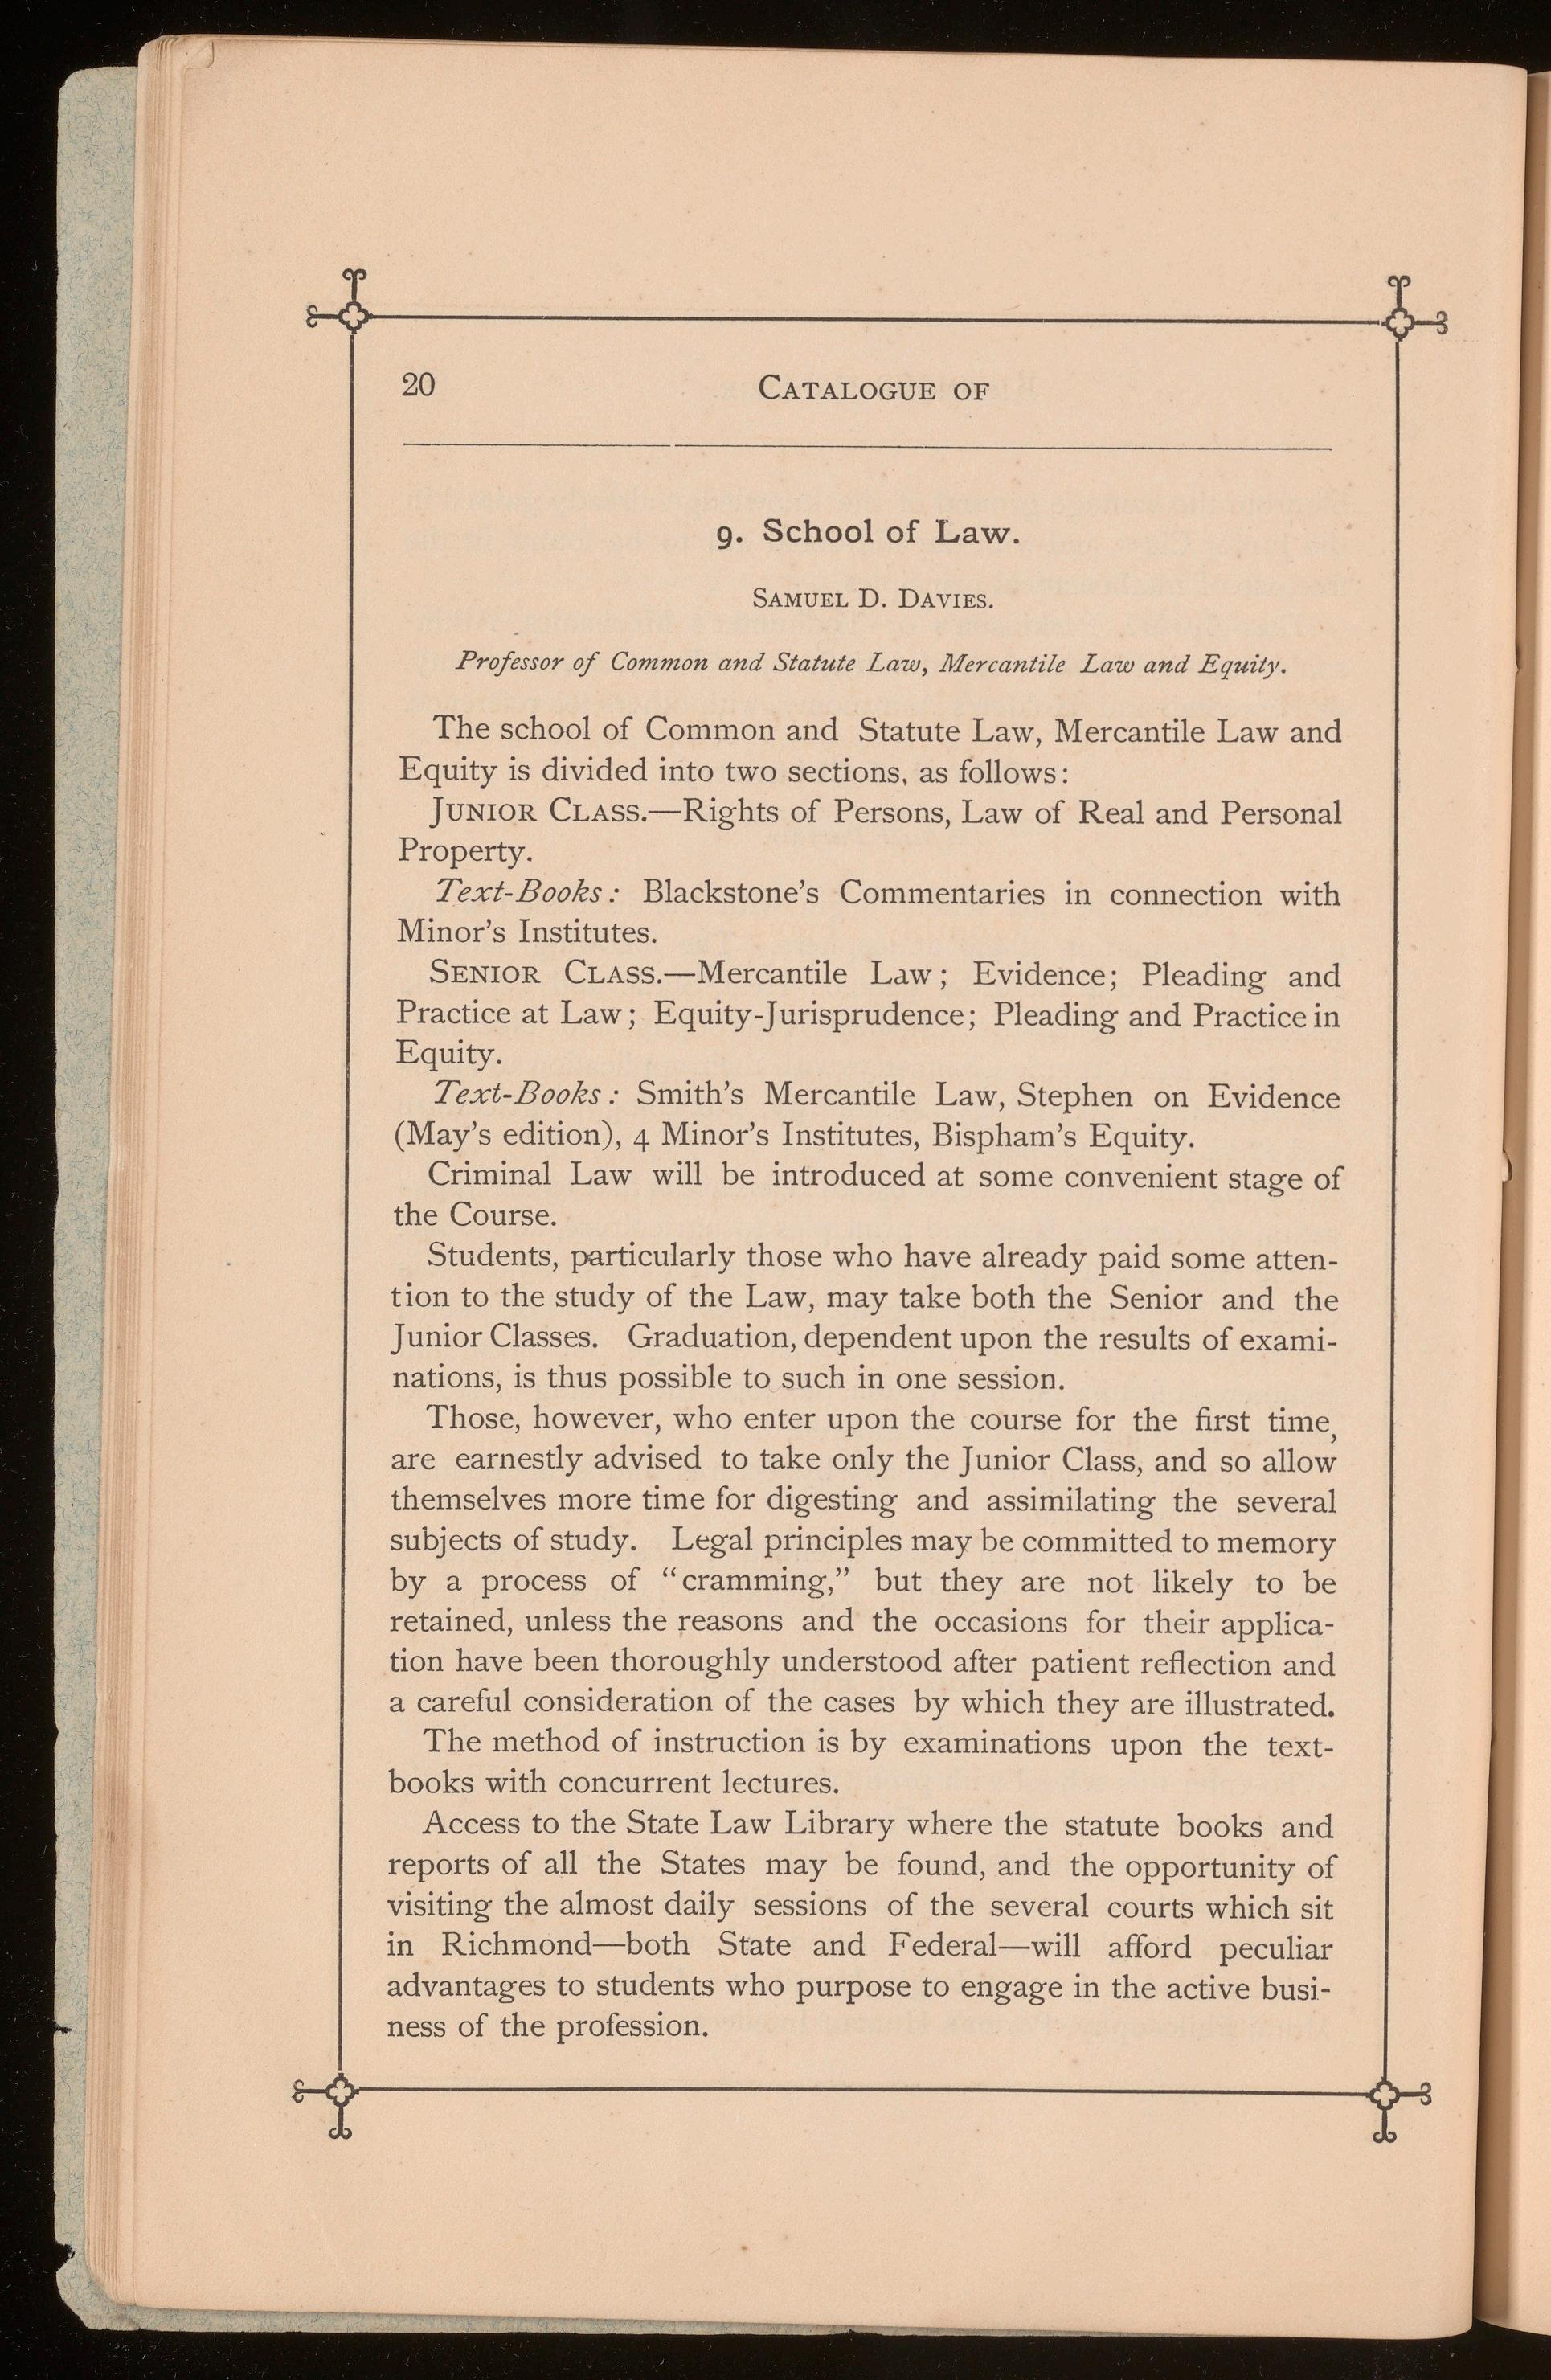 20 CATALOGUE OF
9. School of Law.
SAMUEL D. DAVIES.
Professor of Common and Statute Law, Mercantile Law and Equity.
The school of Common and Statute Law, Mercantile Law and
Equity is divided into two sections, as follows:
JUNIOR CLASS.—Rights of Persons, Law of Real and Personal
Property.
Text-Books: Blackstone's Commentaries in connection with
Minor's Institutes.
SENIOR CLASS.—Mercantile Law; Evidence; Pleading and
Practice at Law; Equity-Jurisprudence; Pleading and Practice in
Equity.
Text-Books: Smith's Mercantile Law, Stephen on Evidence
(May's edition), 4 Minor's Institutes, Bispham's Equity.
Criminal Law will be introduced at some convenient stage of
the Course.
Students, particularly those who have already paid some atten-
tion to the study of the Law, may take both the Senior and the
Junior Classes. Graduation, dependent upon the results of exami-
nations, is thus possible to such in one session.
Those, however, who enter upon the course for the first time,
are earnestly advised to take only the Junior Class, and so allow
themselves more time for digesting and assimilating the several
subjects of study. Legal principles may be committed to memory
by a process of "cramming," but they are not likely to be
retained, unless the reasons and the occasions for their applica-
tion have been thoroughly understood after patient reflection and
a careful consideration of the cases by which they are illustrated.
The method of instruction is by examinations upon the text-
books with concurrent lectures.
Access to the State Law Library where the statute books and
reports of all the States may be found, and the opportunity of
visiting the almost daily sessions of the several courts which sit
in Richmond—both State and Federal—will afford peculiar
advantages to students who purpose to engage in the active busi-
ness of the profession.